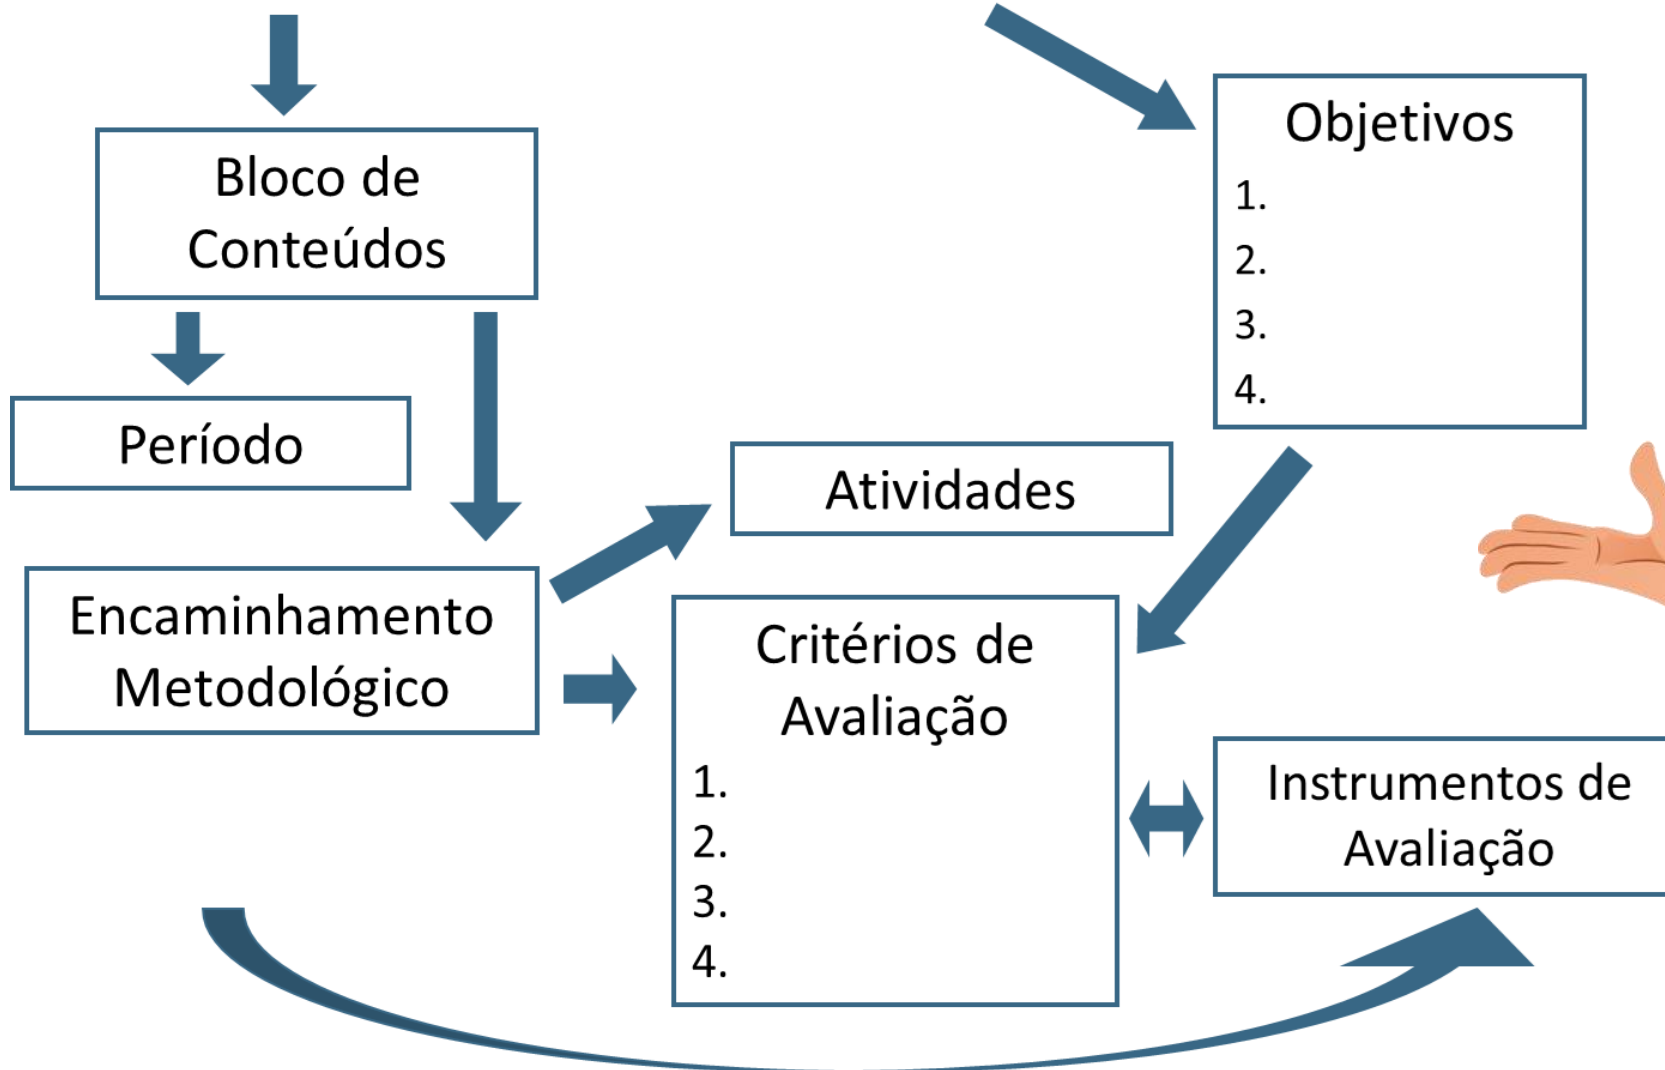 Bloco de
Conteúdos
Objetivos
1.
2.
3.
4.
Período
Atividades
Encaminhamento
Metodológico
Critérios de
Avaliação
1.
2.
3.
4.
Instrumentos de
Avaliação